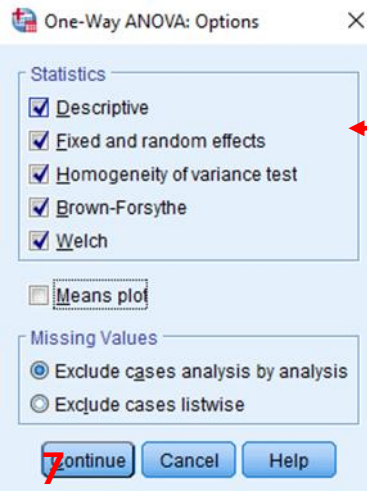 One-Way ANOVA: Options
Statistics
Descriptive
Fixed and random effects
Homogeneity of variance test
Brown-Forsythe
Welch
Means plot
Missing Values
Exclude cases analysis by analysis
Exclude cases listwise
7 Continue Cancel Help